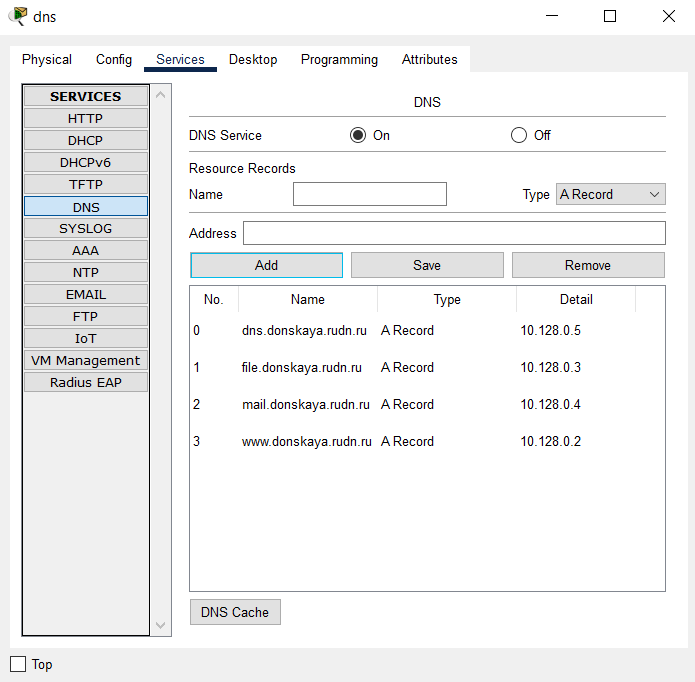 dns
Physical Config Services Desktop Programming Attributes
SERVICES
HTTP
DHCP
DHCPv6
TFTP
DNS
SYSLOG
AAA
NTP
EMAIL
FTP
IoT
VM Management
Radius EAP
DNS
DNS Service On Off
Resource Records
Name Type A Record
Address
Add Save Remove
No. Name Type Detail
0 dns.donskaya.rudn.ru A Record 10.128.0.5
1 file.donskaya.rudn.ru A Record 10.128.0.3
2 mail.donskaya.rudn.ru A Record 10.128.0.4
3 www.donskaya.rudn.ru A Record 10.128.0.2
DNS Cache
Top